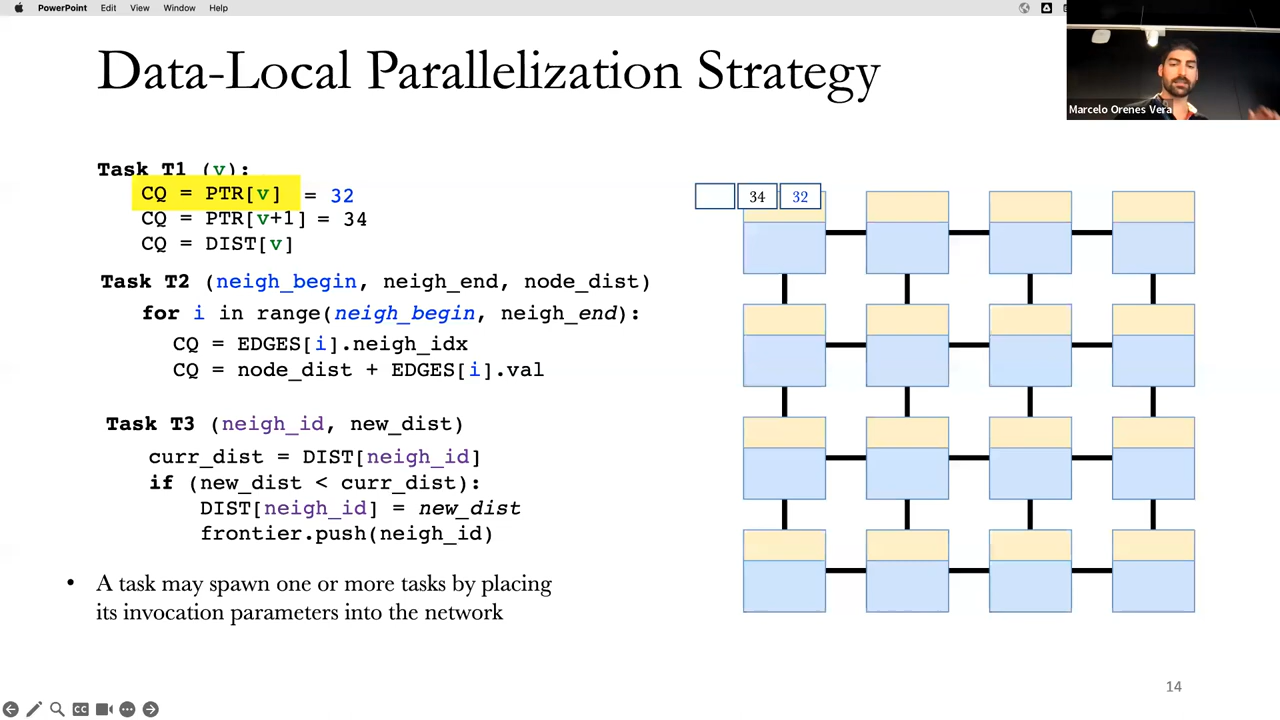 PowerPoint Edit View Window Help
Data-Local Parallelization Strategy
Marcelo Orenes Vera
Task T1 (v):
CQ = PTR[v] = 32
CQ = PTR[v+1] = 34
CQ = DIST[v]
34 32
Task T2 (neigh_begin, neigh_end, node_dist)
for i in range(neigh_begin, neigh_end):
CQ = EDGES[i].neigh_idx
CQ = node_dist + EDGES[i].val
Task T3 (neigh_id, new_dist)
curr_dist = DIST[neigh_id]
if (new_dist < curr_dist):
DIST[neigh_id] = new_dist
frontier.push(neigh_id)
• A task may spawn one or more tasks by placing
its invocation parameters into the network
14
CC